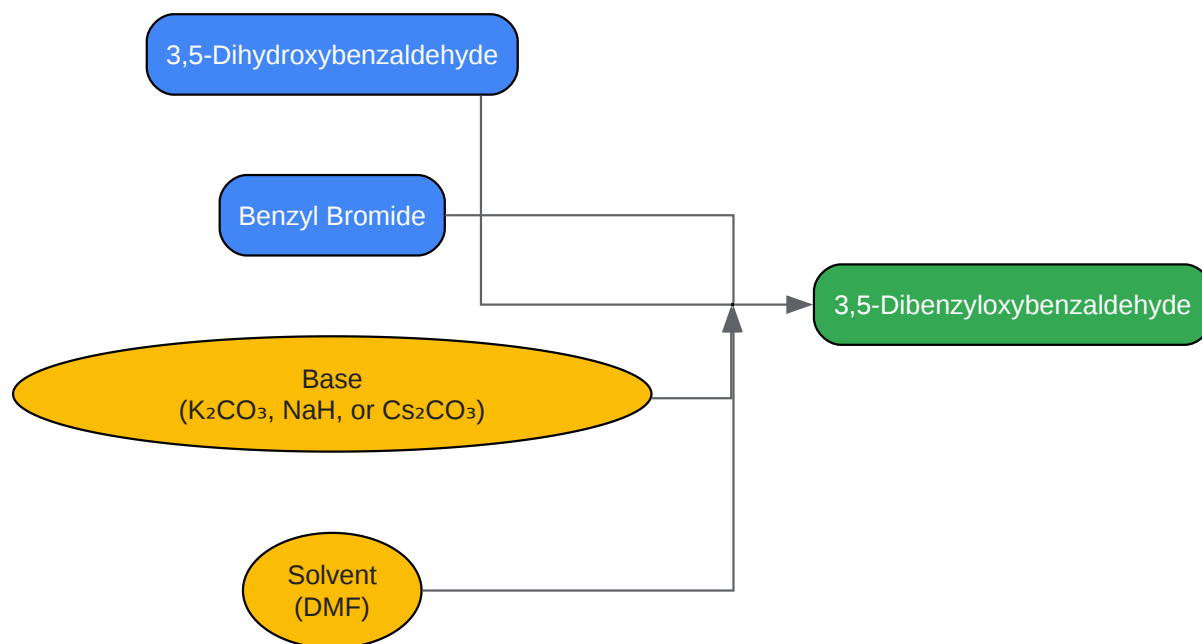 3,5-Dihydroxybenzaldehyde
Benzyl Bromide
3,5-Dibenzyloxybenzaldehyde
Base
(K₂CO₃, NaH, or Cs₂CO₃)
Solvent
(DMF)